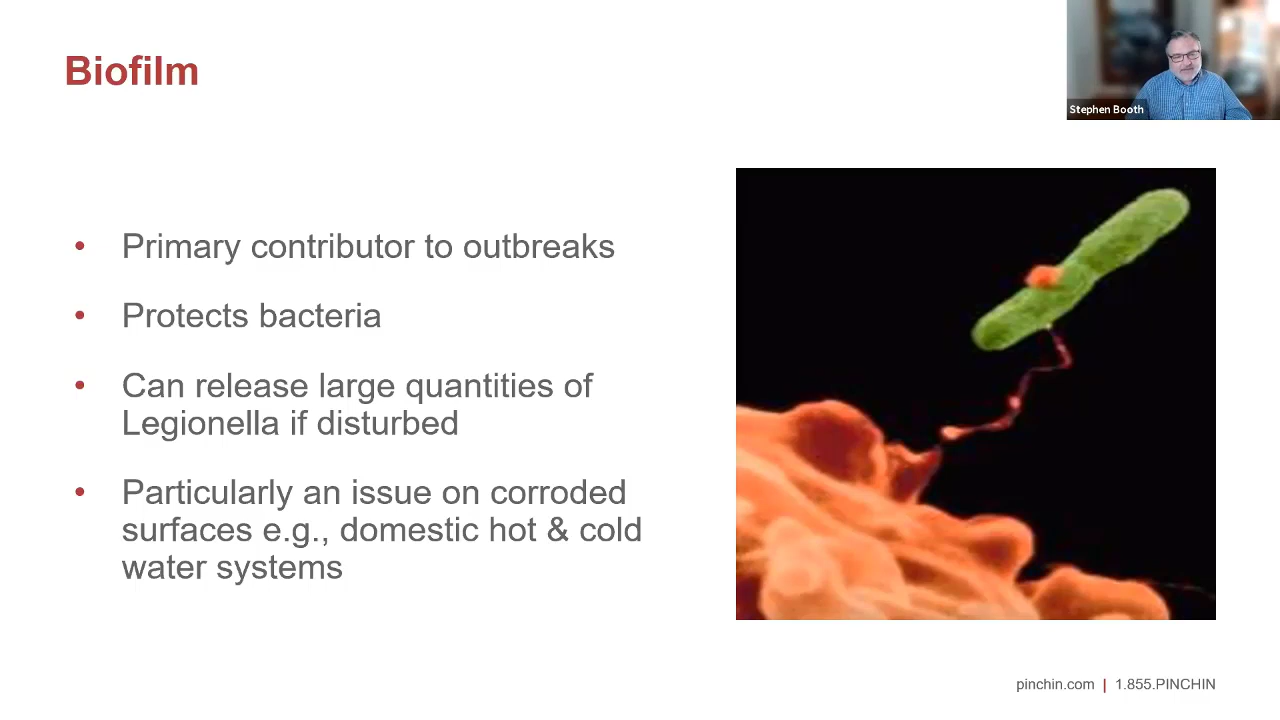 Biofilm
Stephen Booth
• Primary contributor to outbreaks
• Protects bacteria
• Can release large quantities of
Legionella if disturbed
• Particularly an issue on corroded
surfaces e.g., domestic hot & cold
water systems
pinchin.com | 1.855.PINCHIN